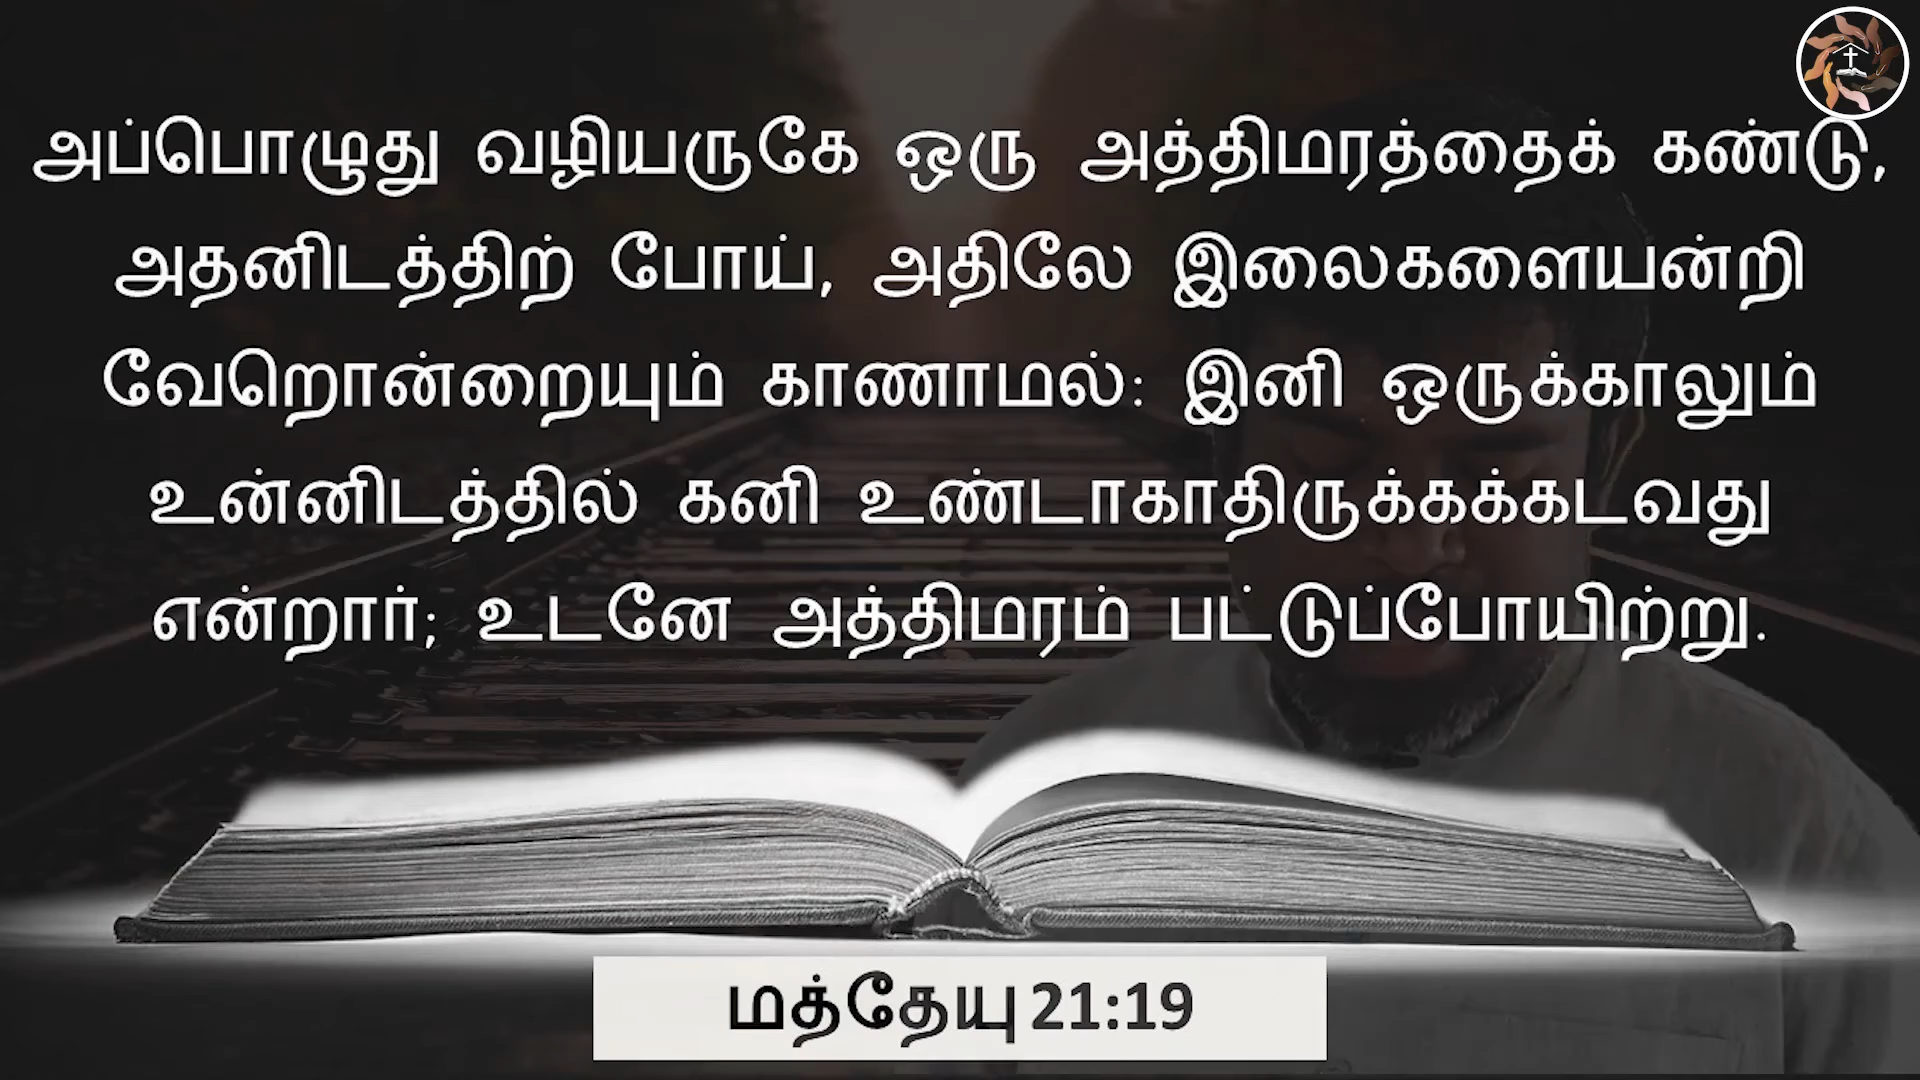 அப்பொழுது வழியருகே ஒரு அத்திமரத்தைக் கண்டு,
அதனிடத்திற் போய், அதிலே இலைகளையன்றி
வேறொன்றையும் காணாமல்: இனி ஒருக்காலும்
உன்னிடத்தில் கனி உண்டாகாதிருக்கக்கடவது
என்றார்; உடனே அத்திமரம் பட்டுப்போயிற்று.
மத்தேயு 21:19